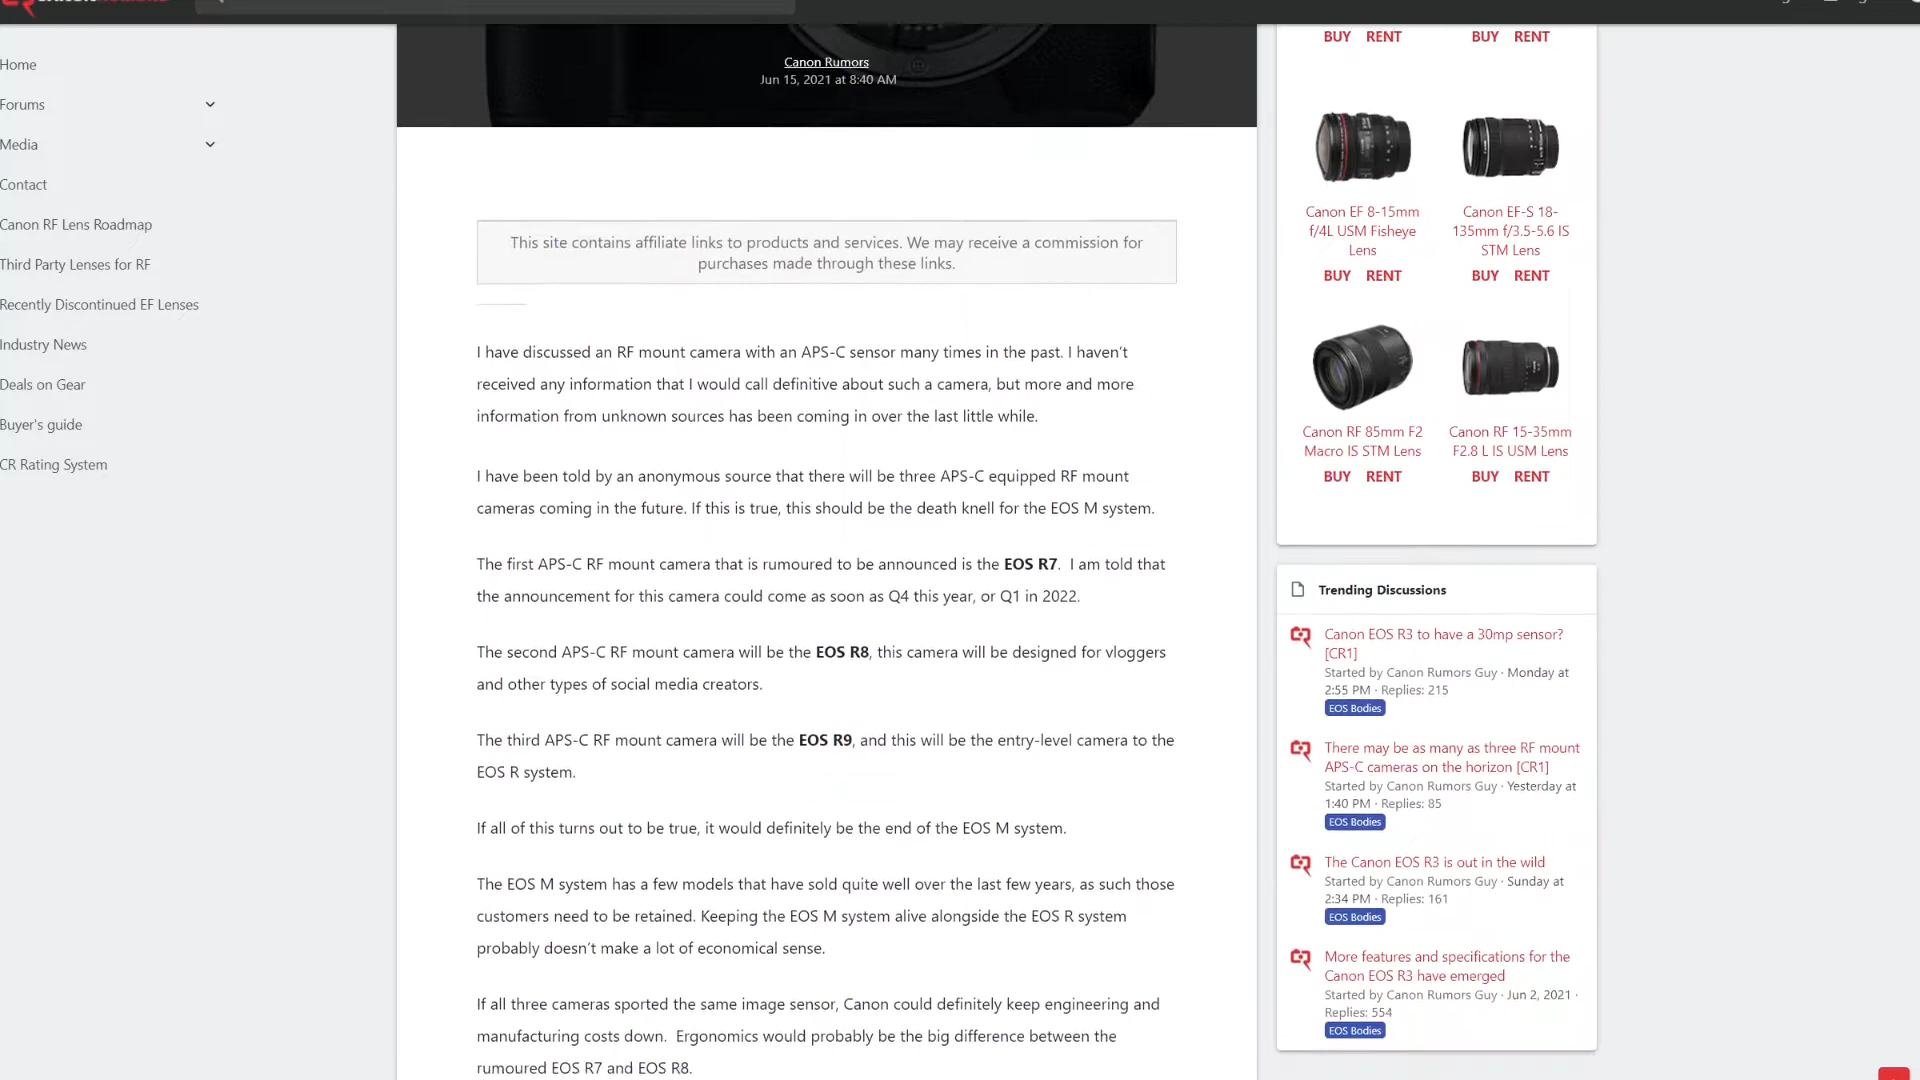 Home
Forums
Media
Contact
Canon RF Lens Roadmap
Third Party Lenses for RF
Recently Discontinued EF Lenses
Industry News
Deals on Gear
Buyer's guide
CR Rating System
Canon Rumors
Jun 15, 2021 at 8:40 AM
This site contains affiliate links to products and services. We may receive a commission for
purchases made through these links.
I have discussed an RF mount camera with an APS-C sensor many times in the past. I haven't
received any information that I would call definitive about such a camera, but more and more
information from unknown sources has been coming in over the last little while.
I have been told by an anonymous source that there will be three APS-C equipped RF mount
cameras coming in the future. If this is true, this should be the death knell for the EOS M system.
The first APS-C RF mount camera that is rumoured to be announced is the EOS R7. I am told that
the announcement for this camera could come as soon as Q4 this year, or Q1 in 2022.
The second APS-C RF mount camera will be the EOS R8, this camera will be designed for vloggers
and other types of social media creators.
The third APS-C RF mount camera will be the EOS R9, and this will be the entry-level camera to the
EOS R system.
If all of this turns out to be true, it would definitely be the end of the EOS M system.
The EOS M system has a few models that have sold quite well over the last few years, as such those
customers need to be retained. Keeping the EOS M system alive alongside the EOS R system
probably doesn't make a lot of economical sense.
If all three cameras sported the same image sensor, Canon could definitely keep engineering and
manufacturing costs down. Ergonomics would probably be the big difference between the
rumoured EOS R7 and EOS R8.
BUY RENT
BUY RENT
Canon EF 8-15mm
f/4L USM Fisheye
Lens
BUY RENT
Canon EF-S 18-
135mm f/3.5-5.6 IS
STM Lens
BUY RENT
Canon RF 85mm F2
Macro IS STM Lens
BUY RENT
Canon RF 15-35mm
F2.8 L IS USM Lens
BUY RENT
Trending Discussions
Canon EOS R3 to have a 30mp sensor?
[CR1]
Started by Canon Rumors Guy · Monday at
2:55 PM · Replies: 215
EOS Bodies
There may be as many as three RF mount
APS-C cameras on the horizon [CR1]
Started by Canon Rumors Guy · Yesterday at
1:40 PM · Replies: 85
EOS Bodies
The Canon EOS R3 is out in the wild
Started by Canon Rumors Guy · Sunday at
2:34 PM · Replies: 161
EOS Bodies
More features and specifications for the
Canon EOS R3 have emerged
Started by Canon Rumors Guy · Jun 2, 2021 ·
Replies: 554
EOS Bodies